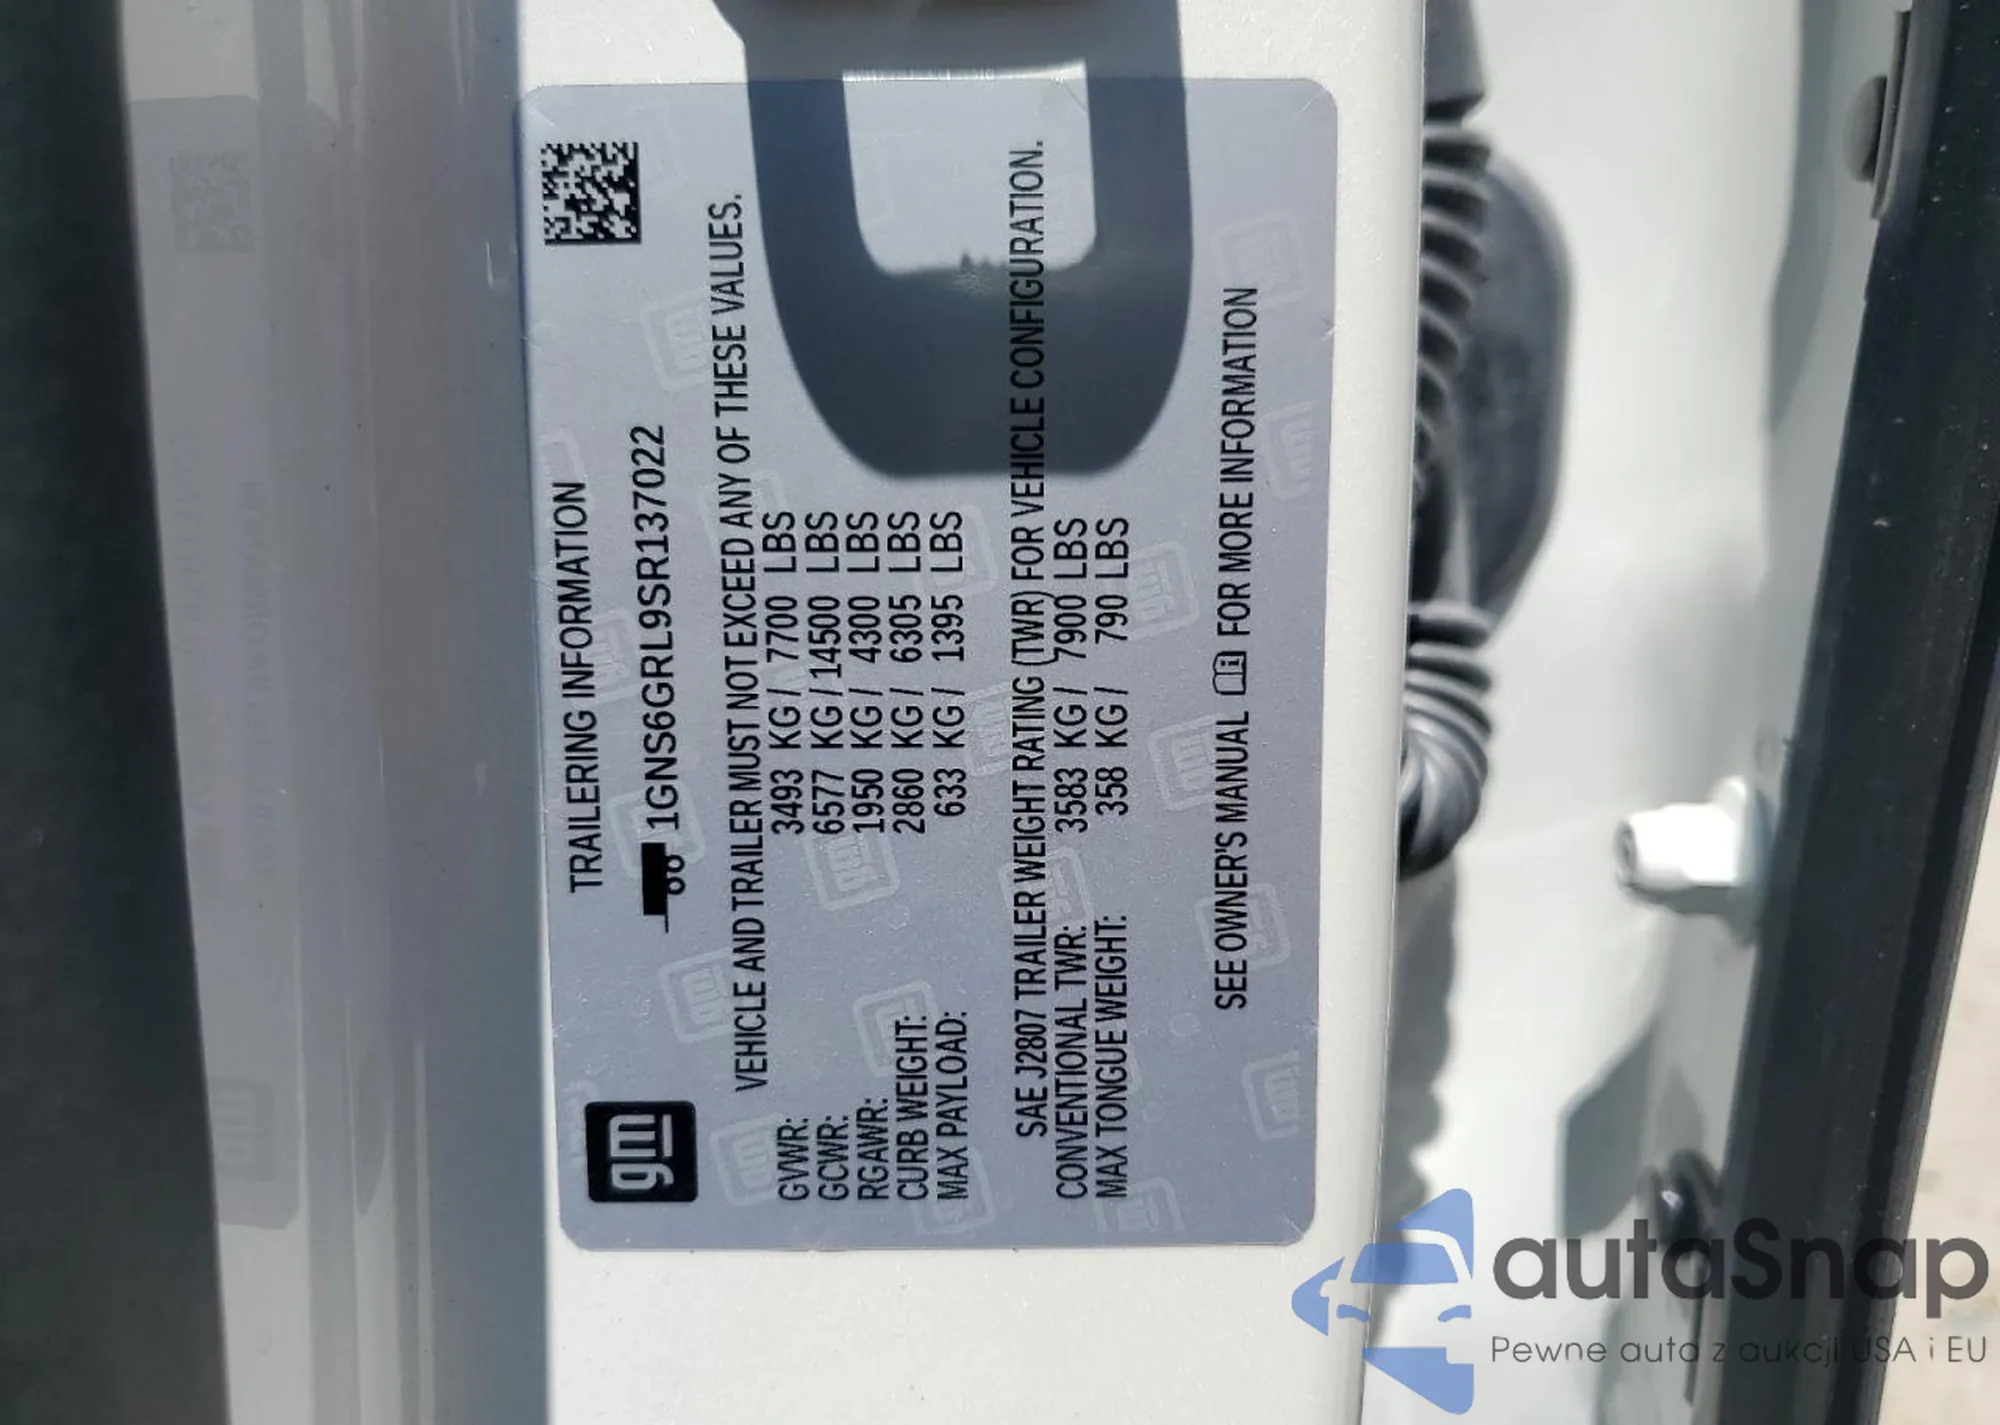 gm
TRAILERING INFORMATION
1GNS6GRL9SR137022
VEHICLE AND TRAILER MUST NOT EXCEED ANY OF THESE VALUES.
GVWR: 3493 KG / 7700 LBS
GCWR: 6577 KG / 14500 LBS
RGAWR: 1950 KG / 4300 LBS
CURB WEIGHT: 2860 KG / 6305 LBS
MAX PAYLOAD: 633 KG / 1395 LBS
SAE J2807 TRAILER WEIGHT RATING (TWR) FOR VEHICLE CONFIGURATION.
CONVENTIONAL TWR: 3583 KG / 7900 LBS
MAX TONGUE WEIGHT: 358 KG / 790 LBS
SEE OWNER'S MANUAL FOR MORE INFORMATION
autaSnap
Pewne auta z aukcji USA i EU